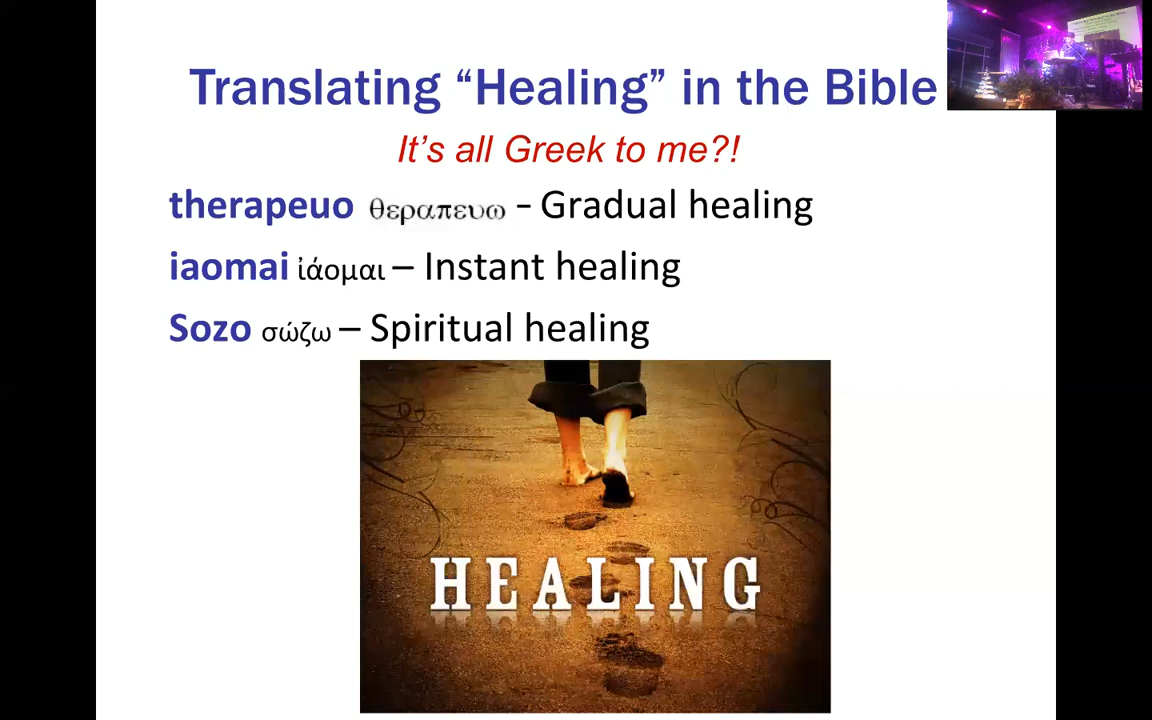 Translating “Healing” in the Bible
It’s all Greek to me?!
therapeuo θεραπευω – Gradual healing
iaomai ἰάομαι – Instant healing
Sozo σώζω – Spiritual healing
HEALING